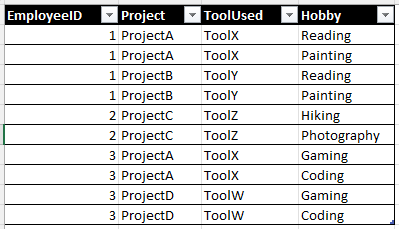 EmployeeID Project ToolUsed Hobby
1 ProjectA ToolX Reading
1 ProjectA ToolX Painting
1 ProjectB ToolY Reading
1 ProjectB ToolY Painting
2 ProjectC ToolZ Hiking
2 ProjectC ToolZ Photography
3 ProjectA ToolX Gaming
3 ProjectA ToolX Coding
3 ProjectD ToolW Gaming
3 ProjectD ToolW Coding